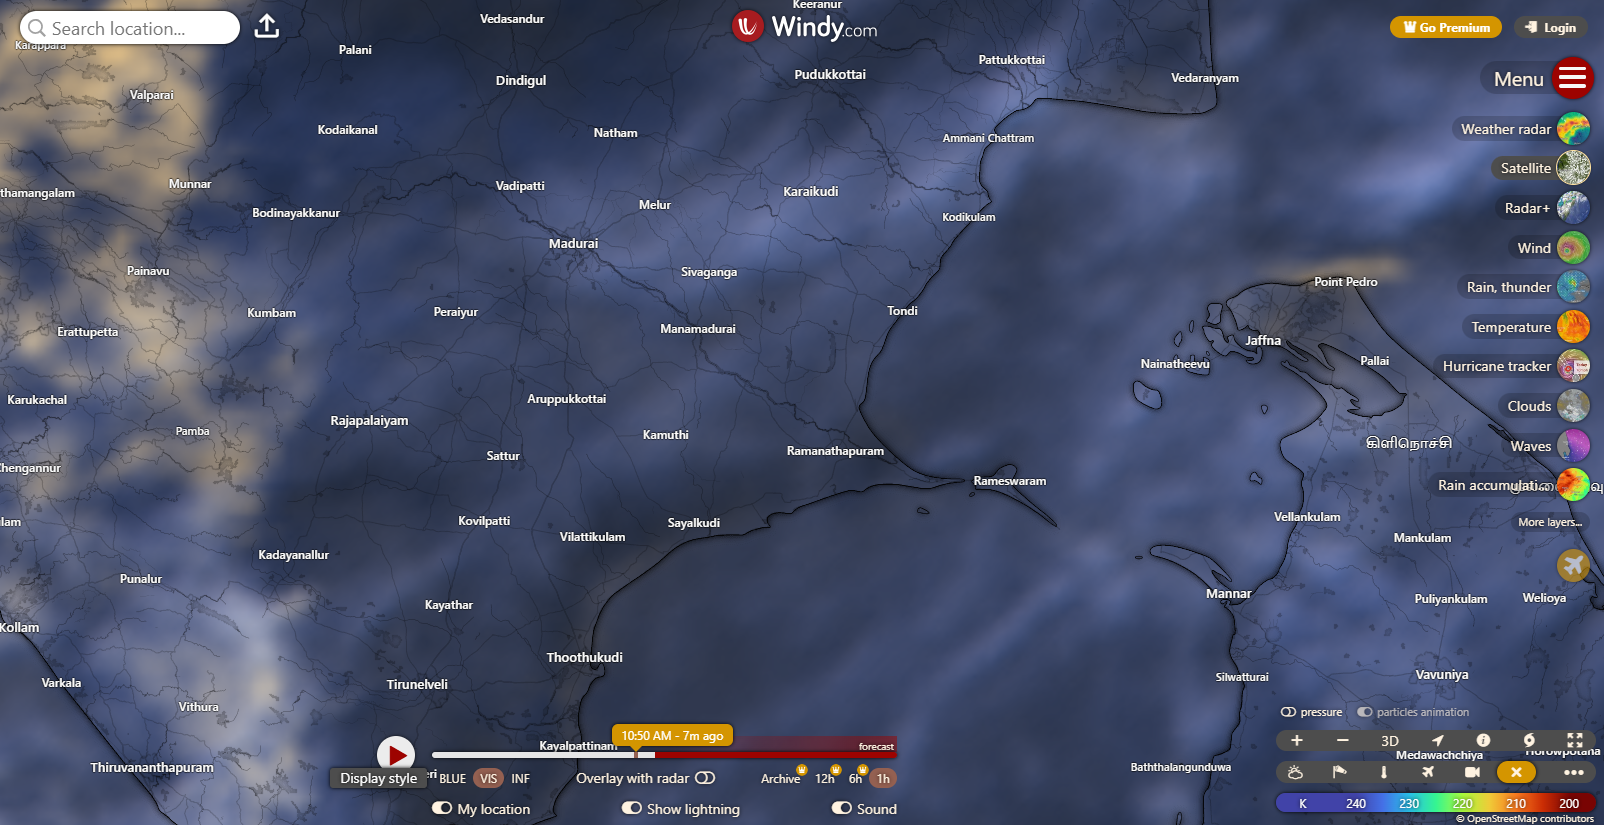 Search location...
Windy.com
Go Premium
Login
Menu
Weather radar
Satellite
Radar+
Wind
Rain, thunder
Temperature
Hurricane tracker
Clouds
Waves
Rain accumulati...
More layers...
Keeranur
Vedasandur
Karappara
Palani
Pattukkottai
Dindigul
Pudukkottai
Vedaranyam
Valparai
Kodaikanal
Natham
Ammani Chattram
Munnar
Vadipatti
Karaikudi
thamangalam
Melur
Bodinayakkanur
Kodikulam
Madurai
Painavu
Sivaganga
Point Pedro
Kumbam
Peraiyur
Tondi
Erattupetta
Manamadurai
Jaffna
Nainatheevu
Pallai
Karukachal
Aruppukkottai
Rajapalaiyam
Pamba
Kamuthi
கிளிநொச்சி
Sattur
Ramanathapuram
Chengannur
Rameswaram
Kovilpatti
Sayalkudi
Vellankulam
Vilattikulam
Mankulam
Kadayanallur
Punalur
Mannar
Puliyankulam
Welioya
Kayathar
Kollam
Thoothukudi
Varkala
Tirunelveli
Silwatturai
Vavuniya
Vithura
Kayalpattinam
Thiruvananthapuram
Baththalangunduwa
Medawachchiya
Horowpotana
10:50 AM - 7m ago
forecast
Display style
BLUE VIS INF
Overlay with radar
Archive 12h 6h 1h
My location
Show lightning
Sound
pressure
particles animation
3D
K 240 230 220 210 200
© OpenStreetMap contributors